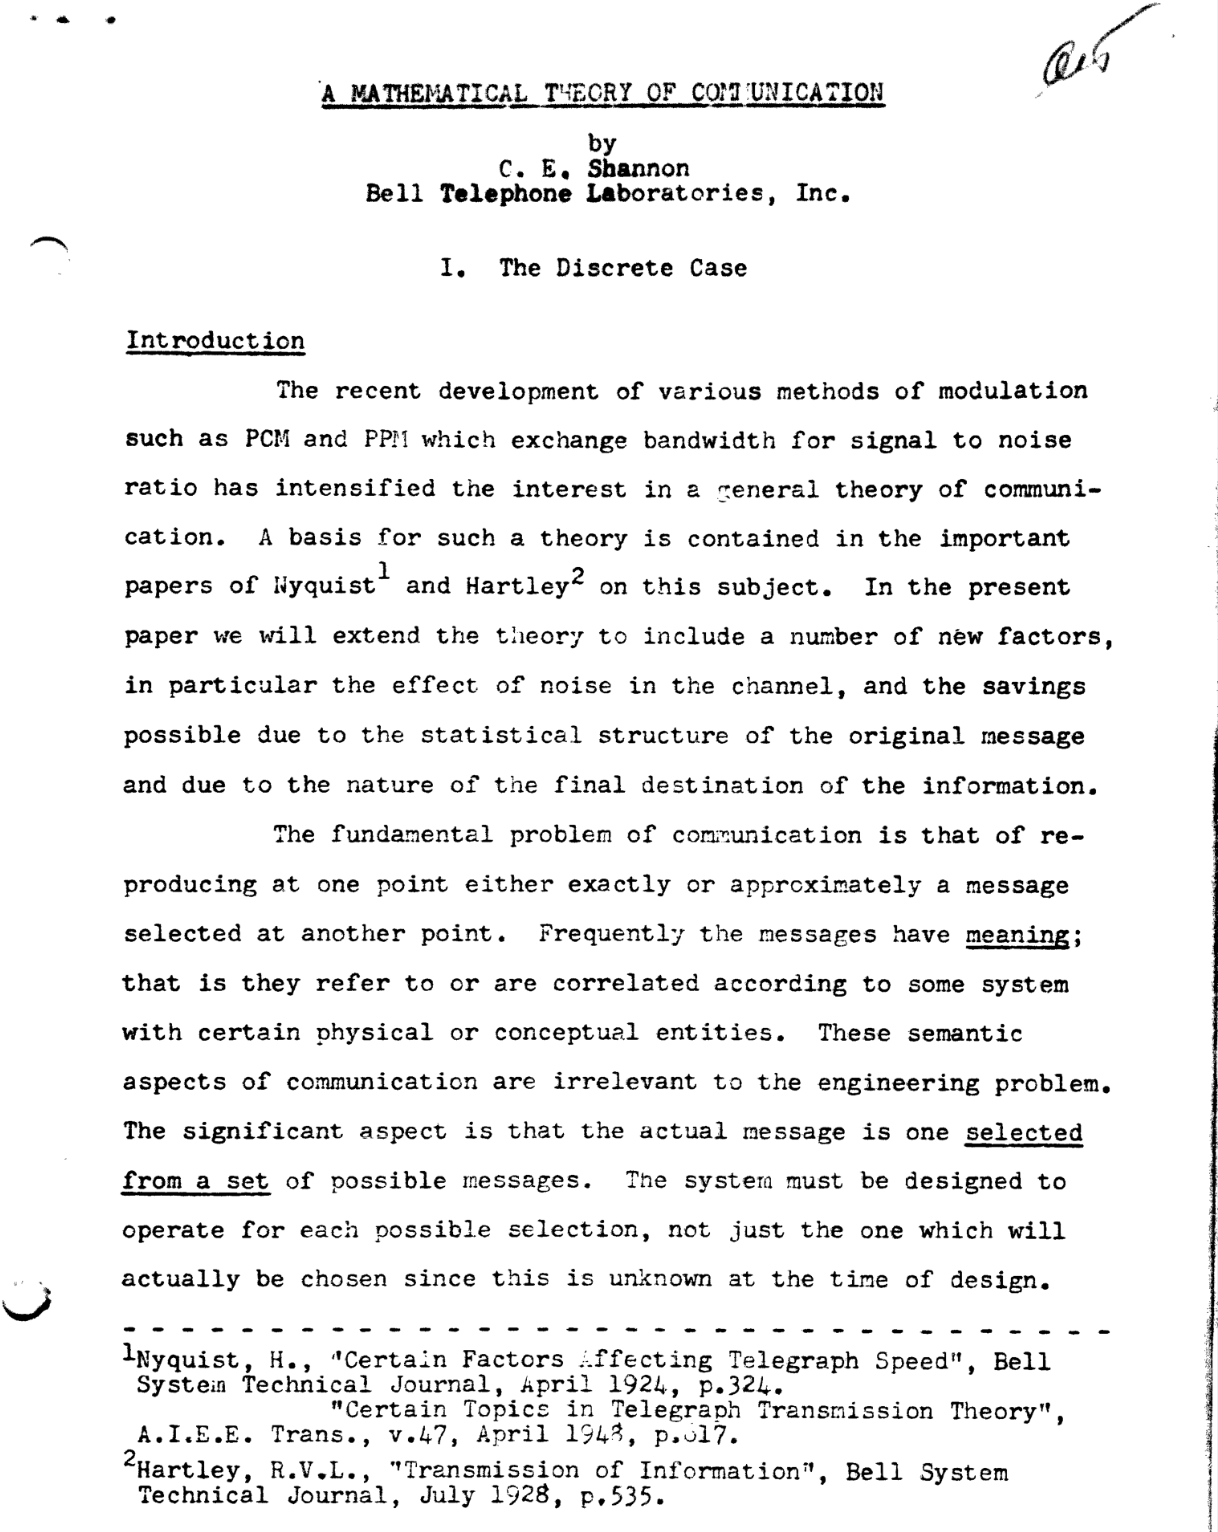 A MATHEMATICAL THEORY OF COMMUNICATION
by
C. E. Shannon
Bell Telephone Laboratories, Inc.
I. The Discrete Case
Introduction
The recent development of various methods of modulation
such as PCM and PPM which exchange bandwidth for signal to noise
ratio has intensified the interest in a general theory of communi-
cation. A basis for such a theory is contained in the important
papers of Nyquist1 and Hartley2 on this subject. In the present
paper we will extend the theory to include a number of new factors,
in particular the effect of noise in the channel, and the savings
possible due to the statistical structure of the original message
and due to the nature of the final destination of the information.
The fundamental problem of communication is that of re-
producing at one point either exactly or approximately a message
selected at another point. Frequently the messages have meaning;
that is they refer to or are correlated according to some system
with certain physical or conceptual entities. These semantic
aspects of communication are irrelevant to the engineering problem.
The significant aspect is that the actual message is one selected
from a set of possible messages. The system must be designed to
operate for each possible selection, not just the one which will
actually be chosen since this is unknown at the time of design.
1Nyquist, H., "Certain Factors Affecting Telegraph Speed", Bell
System Technical Journal, April 1924, p.324.
"Certain Topics in Telegraph Transmission Theory",
A.I.E.E. Trans., v.47, April
2Hartley, R.V.L., "Transmission of Information", Bell System
Technical Journal, July 1928, p.535.